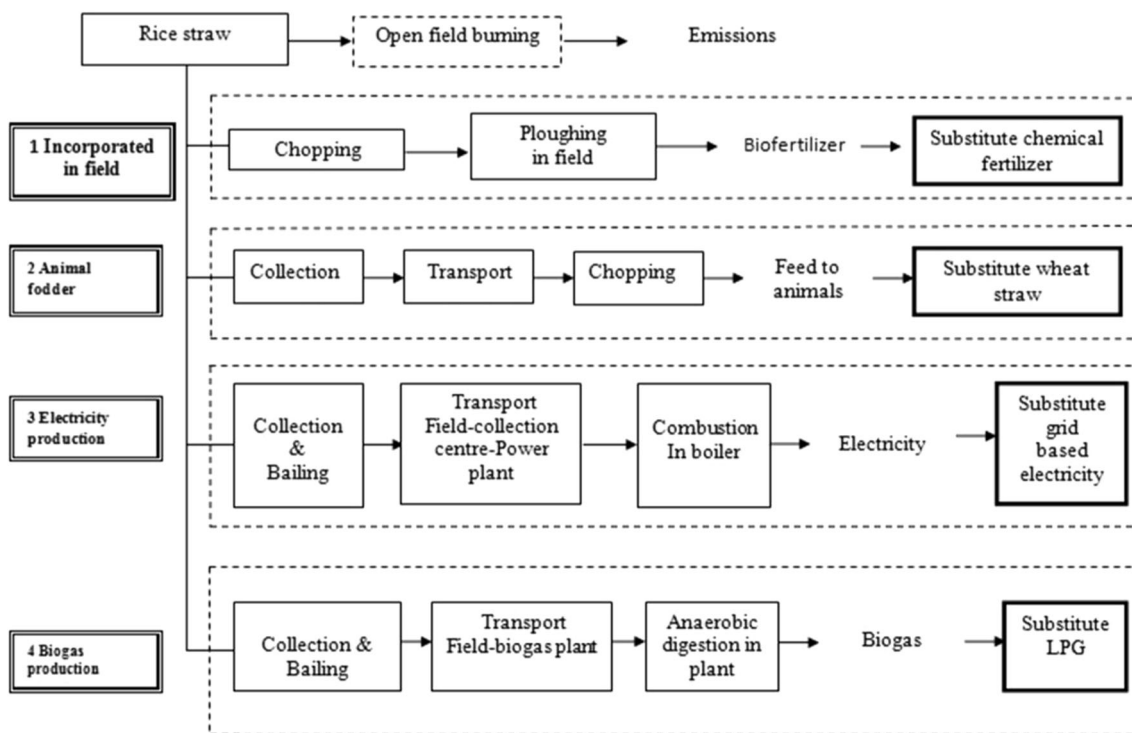 Rice straw
Open field burning
Emissions
1 Incorporated
in field
Chopping
Ploughing
in field
Biofertilizer
Substitute chemical
fertilizer
2 Animal
fodder
Collection
Transport
Chopping
Feed to
animals
Substitute wheat
straw
3 Electricity
production
Collection
&
Bailing
Transport
Field-collection
centre-Power
plant
Combustion
In boiler
Electricity
Substitute
grid
based
electricity
4 Biogas
production
Collection &
Bailing
Transport
Field-biogas plant
Anaerobic
digestion in
plant
Biogas
Substitute
LPG